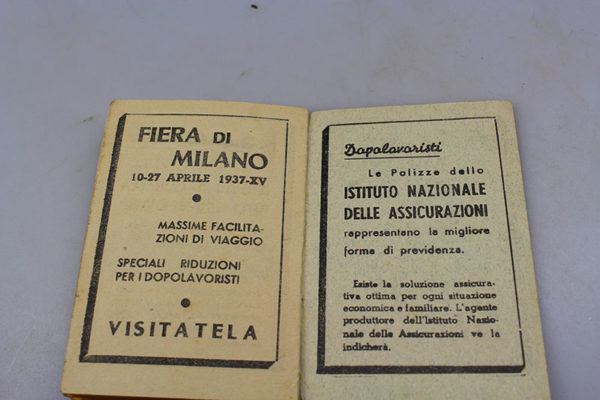 FIERA DI
MILANO
10-27 APRILE 1937-XV
MASSIME FACILITA-
ZIONI DI VIAGGIO
SPECIALI RIDUZIONI
PER I DOPOLAVORISTI
VISITATELA
Dopolavoristi
Le Polizze dello
ISTITUTO NAZIONALE
DELLE ASSICURAZIONI
rappresentano la migliore
forma di previdenza.
Esiste la soluzione assicura-
tiva ottima per ogni situazione
economica e familiare. L'agente
produttore dell'Istituto Nazio-
nale delle Assicurazioni ve la
indicherà.